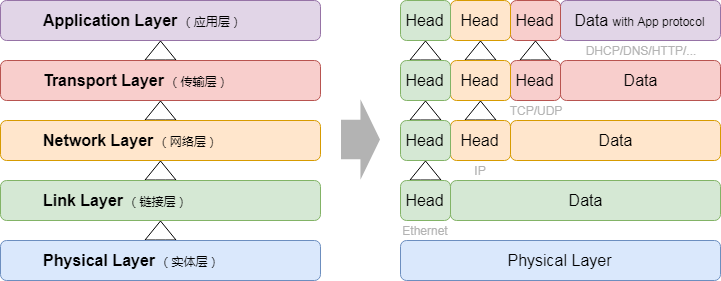 Application Layer（应用层）
Transport Layer（传输层）
Network Layer（网络层）
Link Layer（链接层）
Physical Layer（实体层）
Head Head Head Data with App protocol
DHCP/DNS/HTTP/...
Head Head Head Data
TCP/UDP
Head Head Data
IP
Head Data
Ethernet
Physical Layer